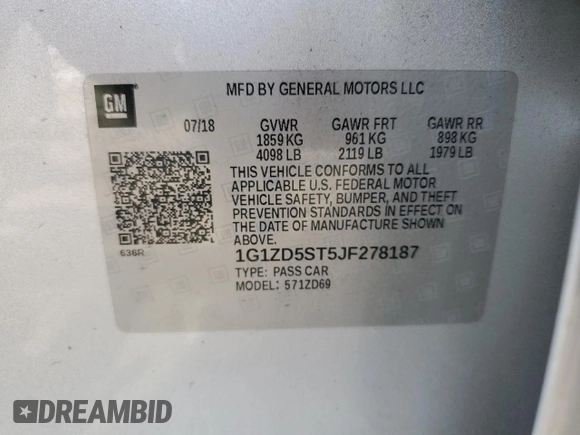 GM
MFD BY GENERAL MOTORS LLC
07/18 GVWR GAWR FRT GAWR RR
1859 KG 961 KG 898 KG
4098 LB 2119 LB 1979 LB
THIS VEHICLE CONFORMS TO ALL
APPLICABLE U.S. FEDERAL MOTOR
VEHICLE SAFETY, BUMPER, AND THEFT
PREVENTION STANDARDS IN EFFECT ON
THE DATE OF MANUFACTURE SHOWN
ABOVE.
636R
1G1ZD5ST5JF278187
TYPE: PASS CAR
MODEL: 571ZD69
DREAMBID